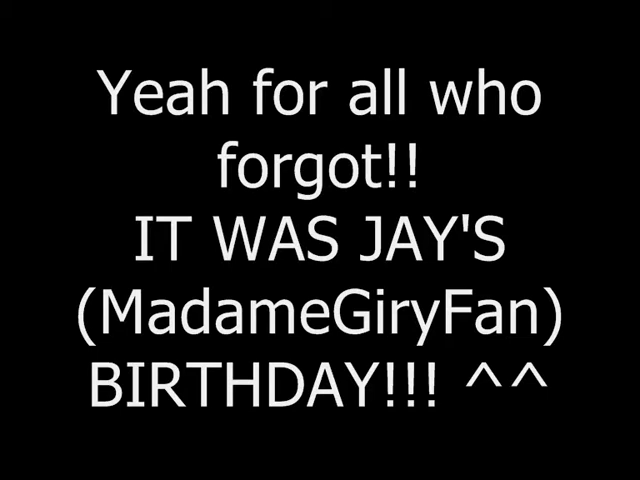 Yeah for all who
forgot!!
IT WAS JAY'S
(MadameGiryFan)
BIRTHDAY!!! ^^